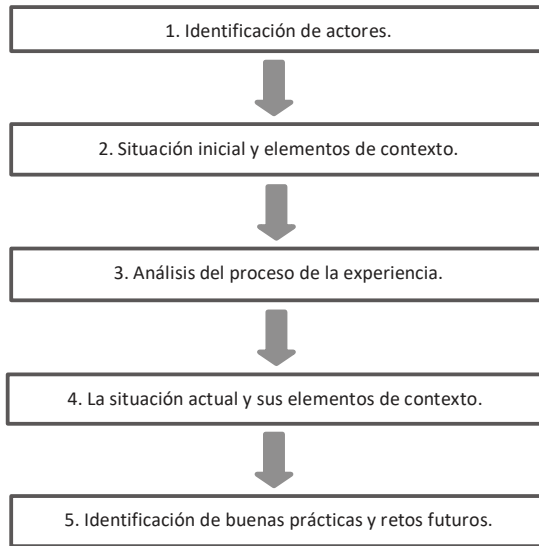 1. Identificación de actores.
2. Situación inicial y elementos de contexto.
3. Análisis del proceso de la experiencia.
4. La situación actual y sus elementos de contexto.
5. Identificación de buenas prácticas y retos futuros.